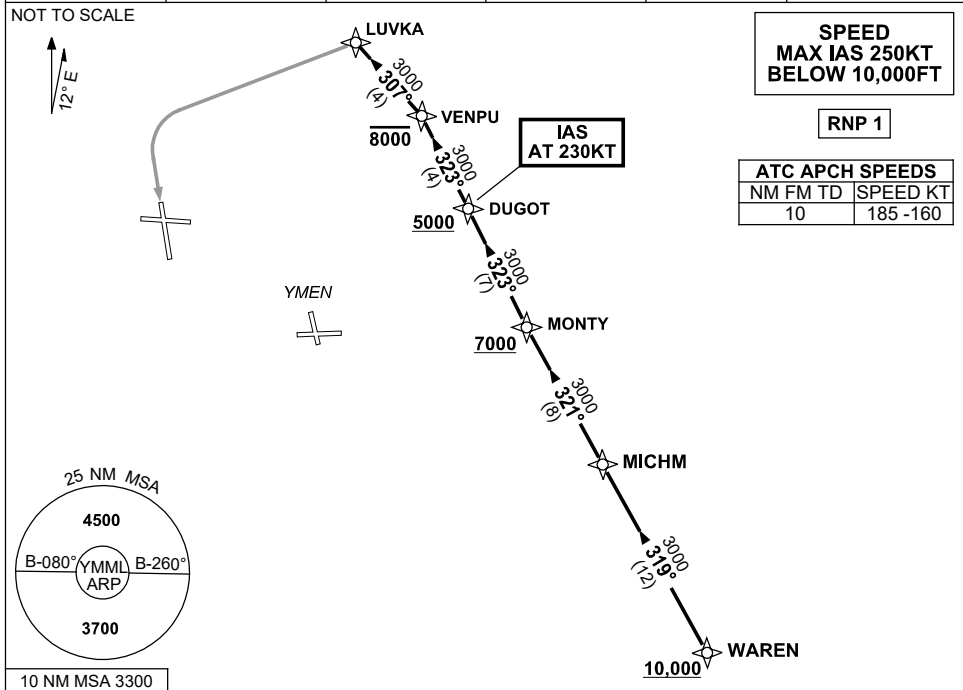 NOT TO SCALE
12° E
SPEED
MAX IAS 250KT
BELOW 10,000FT
RNP 1
ATC APCH SPEEDS
NM FM TD SPEED KT
10 185 -160
LUVKA
3000
307°
(4)
VENPU
8000
IAS
AT 230KT
3000
323°
(4)
DUGOT
5000
3000
323°
(7)
YMEN
MONTY
7000
3000
321°
(8)
MICHM
3000
319°
(12)
WAREN
10,000
25 NM MSA
4500
B-080° YMML B-260°
ARP
3700
10 NM MSA 3300